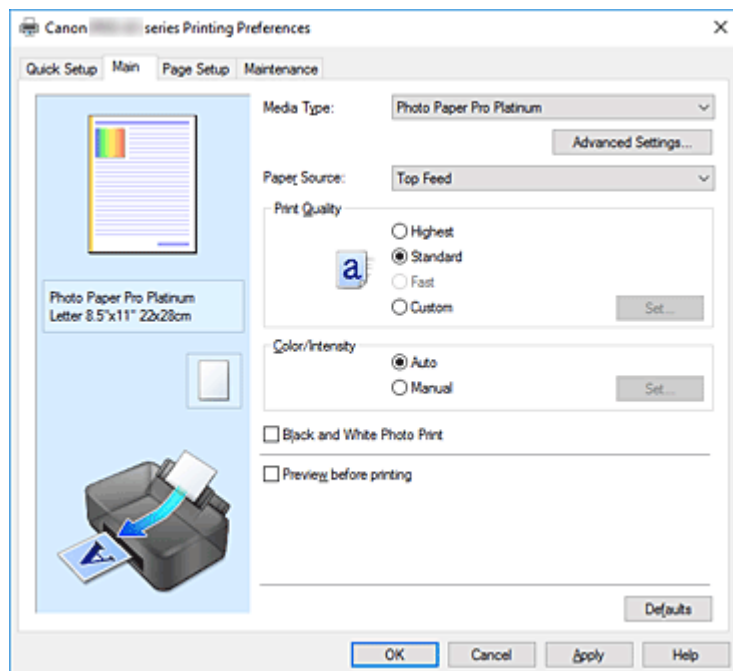 Canon series Printing Preferences
Quick Setup Main Page Setup Maintenance
Media Type: Photo Paper Pro Platinum
Advanced Settings...
Paper Source: Top Feed
Print Quality
Highest
a Standard
Fast
Custom Set...
Photo Paper Pro Platinum
Letter 8.5"x11" 22x28cm
Color/Intensity
Auto
Manual Set...
Black and White Photo Print
Preview before printing
A
Defaults
OK Cancel Apply Help